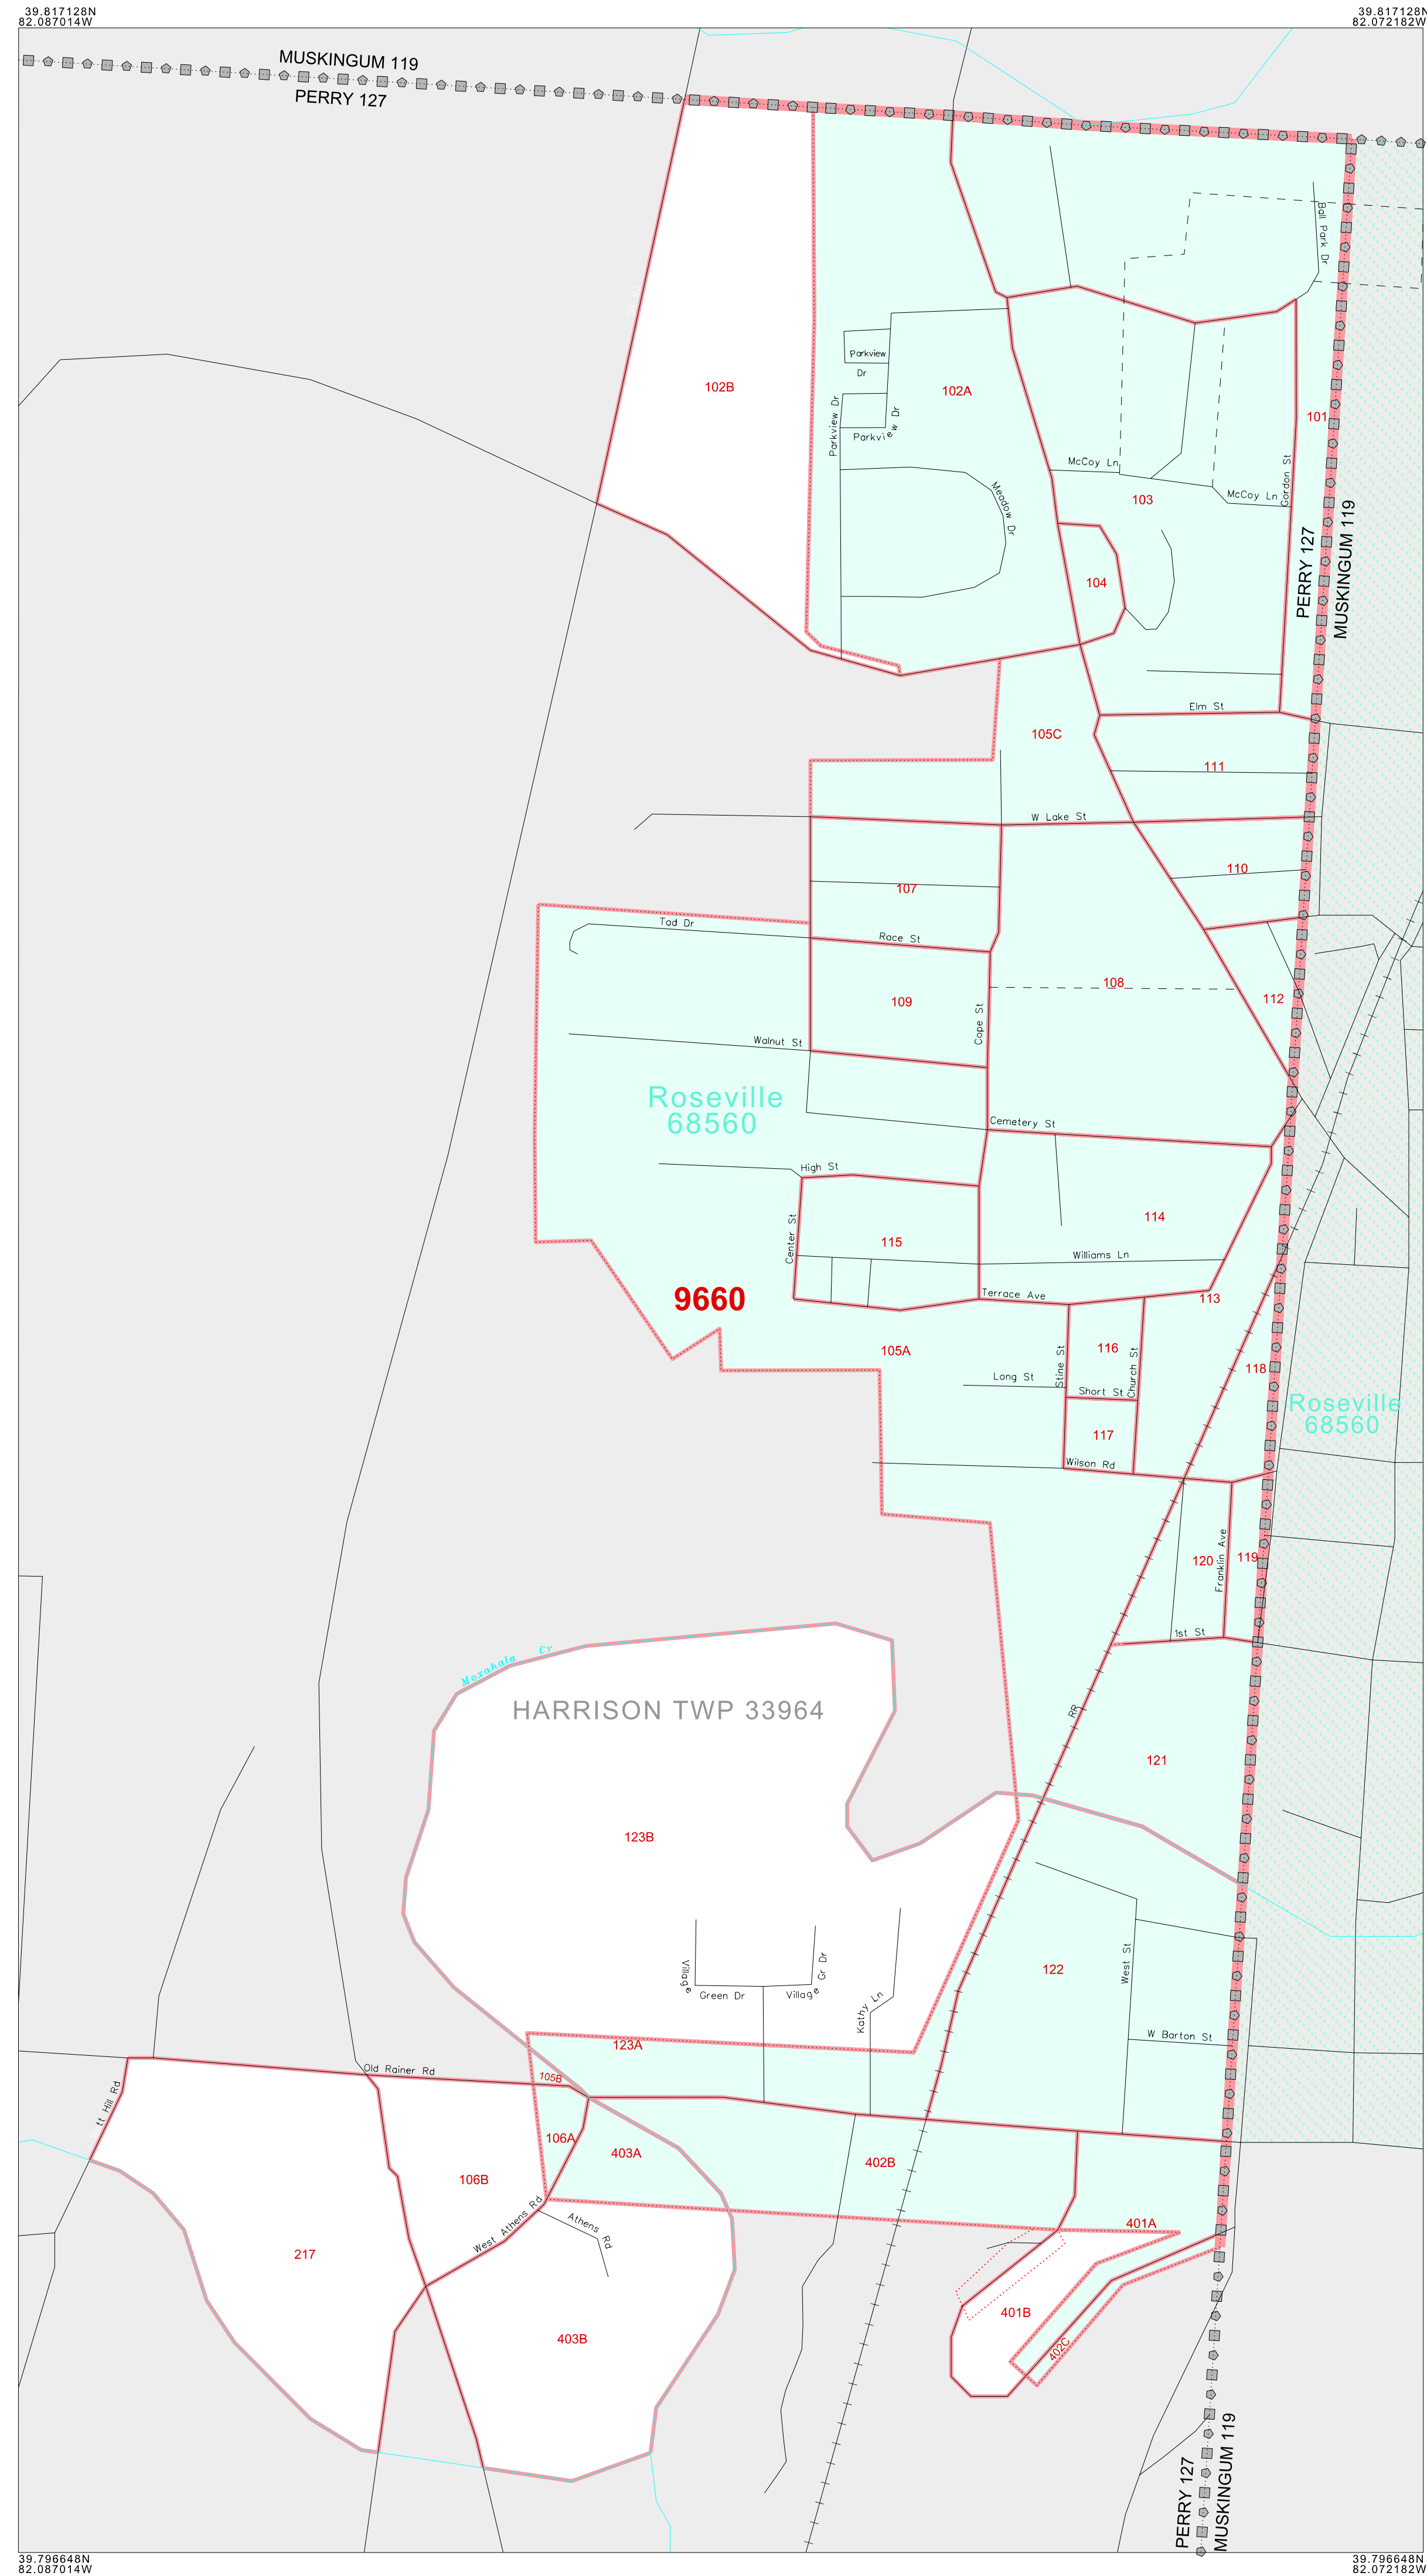 39.817128N
82.087014W
39.817128N
82.072182W
MUSKINGUM 119
PERRY 127
Ball Park Dr
Parkview
Dr
Parkview Dr
Parkview Dr
102B
102A
101
McCoy Ln
McCoy Ln
Gordon St
103
Meadow Dr
PERRY 127
MUSKINGUM 119
104
Elm St
105C
111
W Lake St
110
107
Tad Dr
Race St
108
109
112
Cope St
Walnut St
Roseville
68560
Cemetery St
High St
114
Center St
115
Williams Ln
Terrace Ave
9660
113
105A
116
Stine St
Church St
118
Long St
Short St
Roseville
68560
117
Wilson Rd
120
Franklin Ave
119
1st St
Moxahala Cr
HARRISON TWP 33964
RR
121
123B
122
West St
Village
Green Dr
Village Gr Dr
Kathy Ln
W Barton St
123A
Old Rainer Rd
105B
tt Hill Rd
106A
403A
402B
106B
West Athens Rd
Athens Rd
401A
217
401B
403B
402C
PERRY 127
MUSKINGUM 119
39.796648N
82.087014W
39.796648N
82.072182W